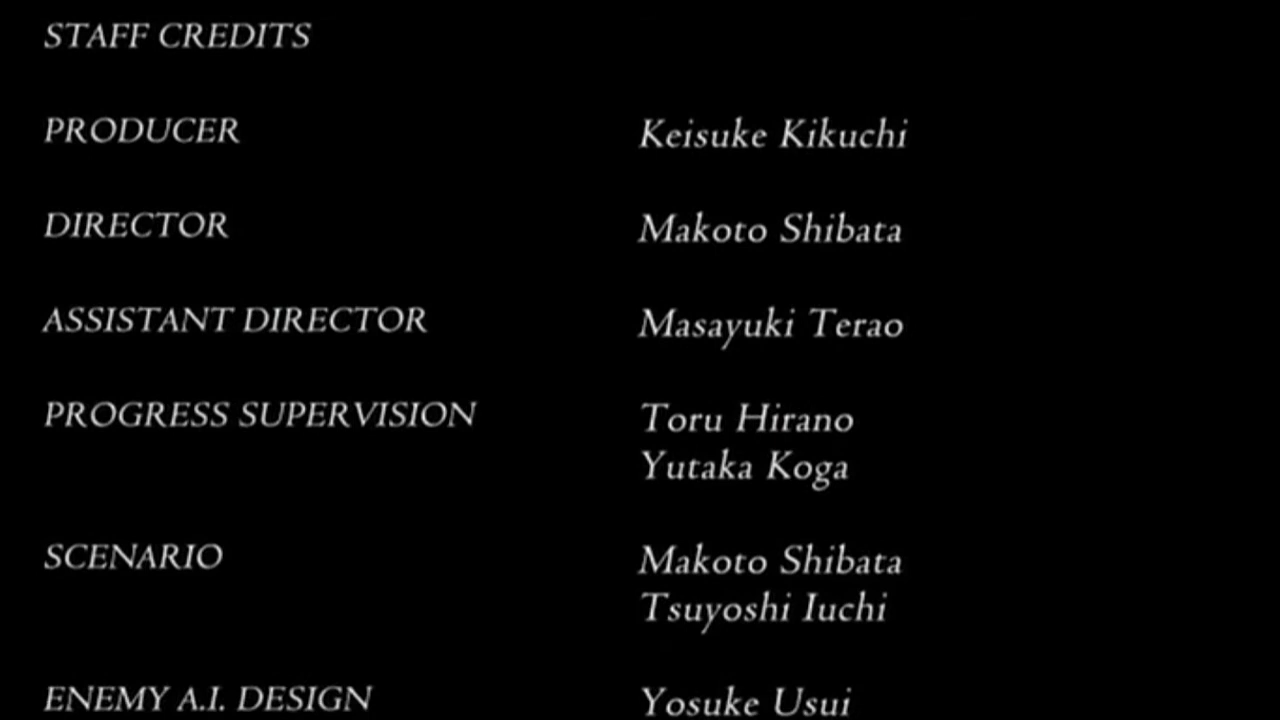 STAFF CREDITS
PRODUCER Keisuke Kikuchi
DIRECTOR Makoto Shibata
ASSISTANT DIRECTOR Masayuki Terao
PROGRESS SUPERVISION Toru Hirano
Yutaka Koga
SCENARIO Makoto Shibata
Tsuyoshi Iuchi
ENEMY A.I. DESIGN Yosuke Usui